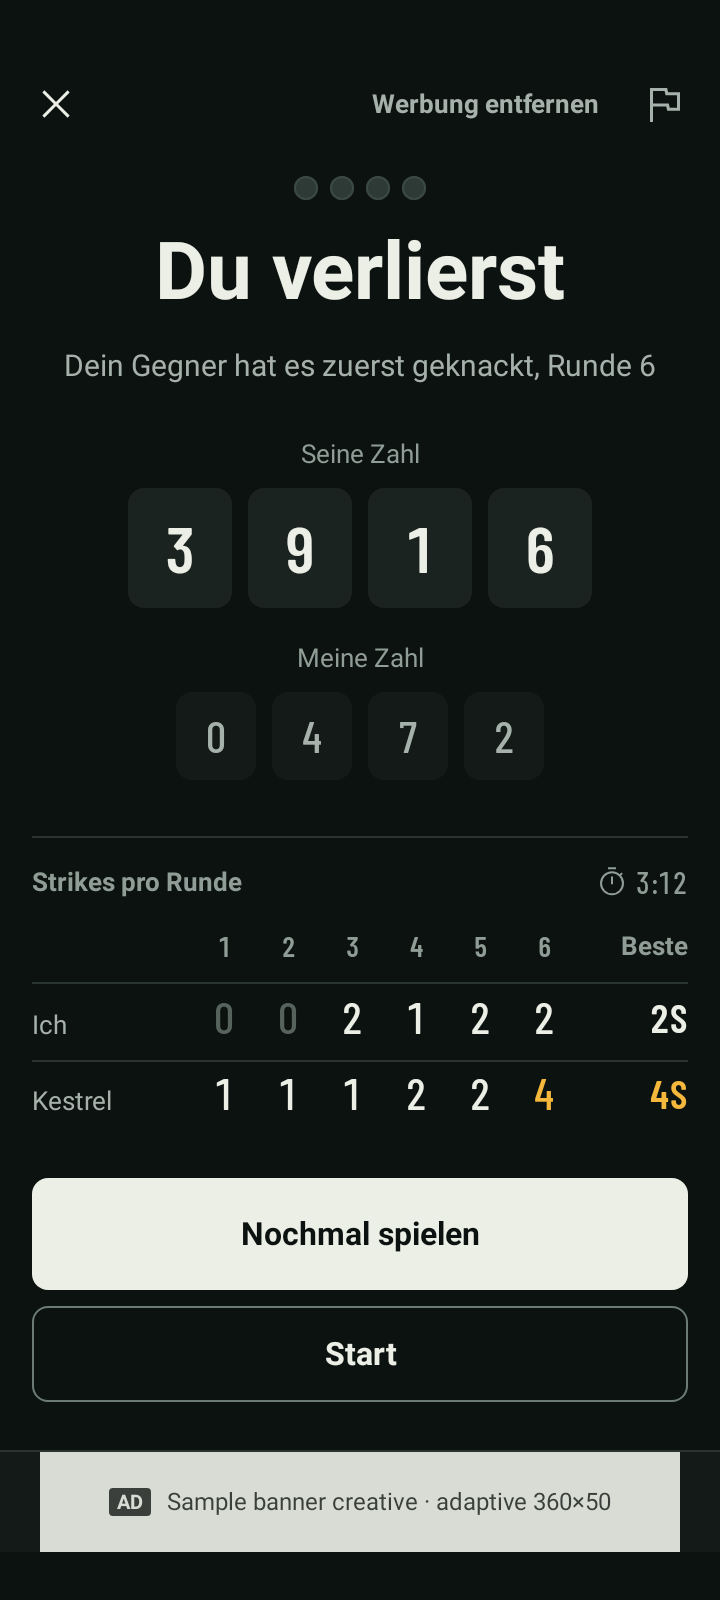 Werbung entfernen
Du verlierst
Dein Gegner hat es zuerst geknackt, Runde 6
Seine Zahl
3 9 1 6
Meine Zahl
0 4 7 2
Strikes pro Runde 3:12
1 2 3 4 5 6 Beste
Ich 0 0 2 1 2 2 2S
Kestrel 1 1 1 2 2 4 4S
Nochmal spielen
Start
AD Sample banner creative · adaptive 360×50